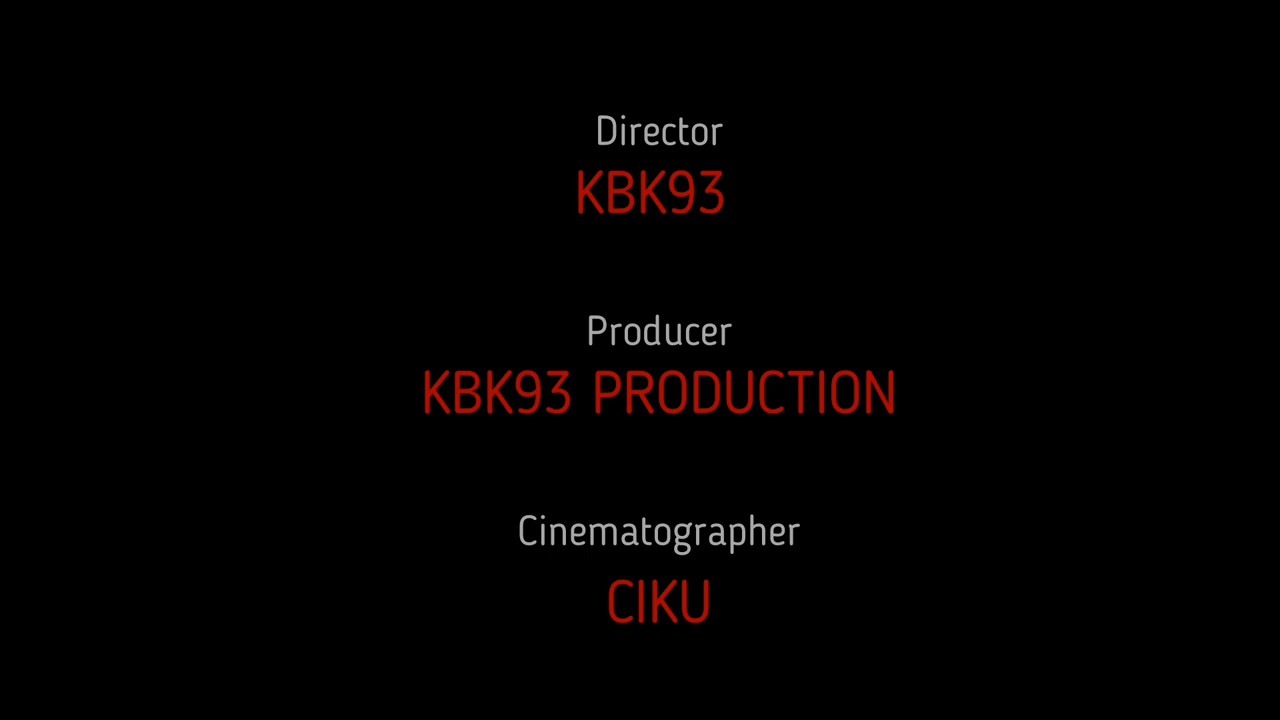 Director
KBK93
Producer
KBK93 PRODUCTION
Cinematographer
CIKU